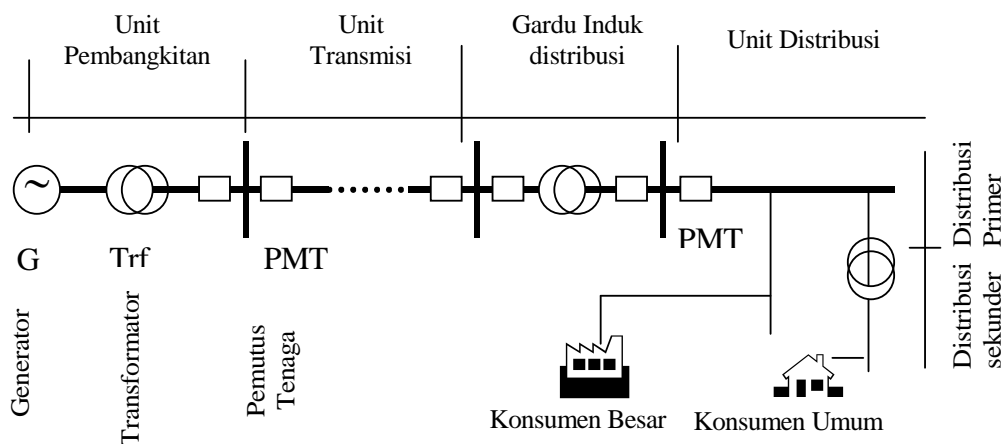 Unit
Pembangkitan
Unit
Transmisi
Gardu Induk
distribusi
Unit Distribusi
~
G
Trf
PMT
PMT
Generator
Transformator
Pemutus
Tenaga
Distribusi
Primer
Distribusi
sekunder
Konsumen Besar
Konsumen Umum